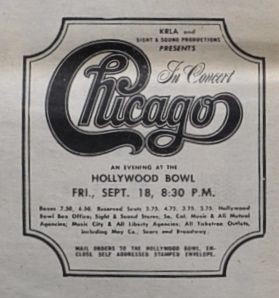 KRLA and
SIGHT & SOUND PRODUCTIONS
PRESENTS
In Concert
Chicago
AN EVENING AT THE
HOLLYWOOD BOWL
FRI., SEPT. 18, 8:30 P.M.
Boxes 7.50, 6.50. Reserved Seats 5.75, 4.75, 3.75, 2.75. Hollywood
Bowl Box Office; Sight & Sound Stores, So. Cal. Music & All Mutual
Agencies; Music City & All Liberty Agencies; All Ticketron Outlets,
including May Co., Sears and Broadway.
MAIL ORDERS TO THE HOLLYWOOD BOWL, EN-
CLOSE SELF ADDRESSED STAMPED ENVELOPE.